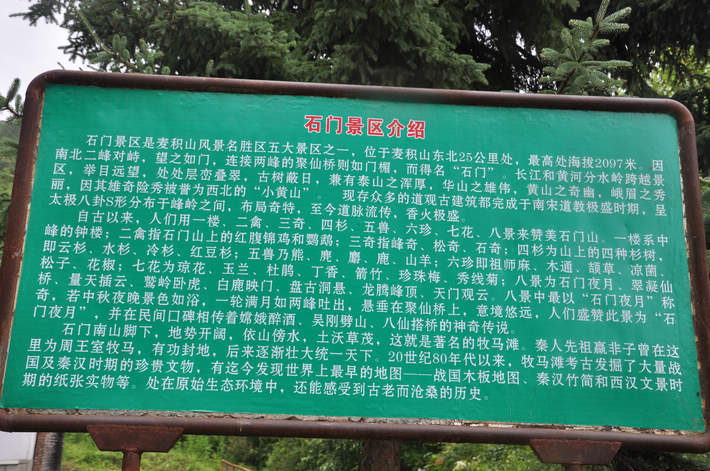 石门景区介绍
石门景区是麦积山风景名胜区五大景区之一，位于麦积山东北25公里处，最高处海拔2097米。因
南北二峰对峙，望之如门，连接两峰的聚仙桥则如门楣，而得名“石门”。长江和黄河分水岭跨越景
区，举目远望，处处层峦叠翠，古树蔽日，兼有泰山之浑厚，华山之雄伟，黄山之奇幽，峨眉之秀
丽，因其雄奇险秀被誉为西北的“小黄山”。 现存众多的道观古建筑都完成于南宋道教极盛时期，呈
太极八卦S形分布于峰岭之间，布局奇特，至今道脉流传，香火极盛。
自古以来，人们用一楼、二禽、三奇、四杉、五兽、六珍、七花、八景来赞美石门山。一楼系中
峰的钟楼；二禽指石门山上的红腹锦鸡和鹦鹉；三奇指峰奇、松奇、石奇；四杉为山上的四种杉树，
即云杉、水杉、冷杉、红豆杉；五兽乃熊、鹿、麝、鹿、山羊；六珍即祖师麻、木通、颉草、凉菌、
松子、花椒；七花为琼花、玉兰、杜鹃、丁香、箭竹、珍珠梅、秀线菊；八景为石门夜月、翠凝仙
桥、量天插云、鹫岭卧虎、白鹿映门、盘古洞悬、龙腾峰顶、天门观云。八景中最以“石门夜月”称
奇，若中秋夜晚景色如浴，一轮满月如两峰吐出，悬垂在聚仙桥上，意境悠远，人们盛赞此景为“石
门夜月”，并在民间口碑相传着嫦娥醉酒、吴刚劈山、八仙搭桥的神奇传说。
石门南山脚下，地势开阔，依山傍水，土沃草茂，这就是著名的牧马滩。秦人先祖嬴非子曾在这
里为周王室牧马，有功封地，后来逐渐壮大统一天下。20世纪80年代以来，牧马滩考古发掘了大量战
国及秦汉时期的珍贵文物，有迄今发现世界上最早的地图——战国木板地图、秦汉竹简和西汉文景时
期的纸张实物等。处在原始生态环境中，还能感受到古老而沧桑的历史。